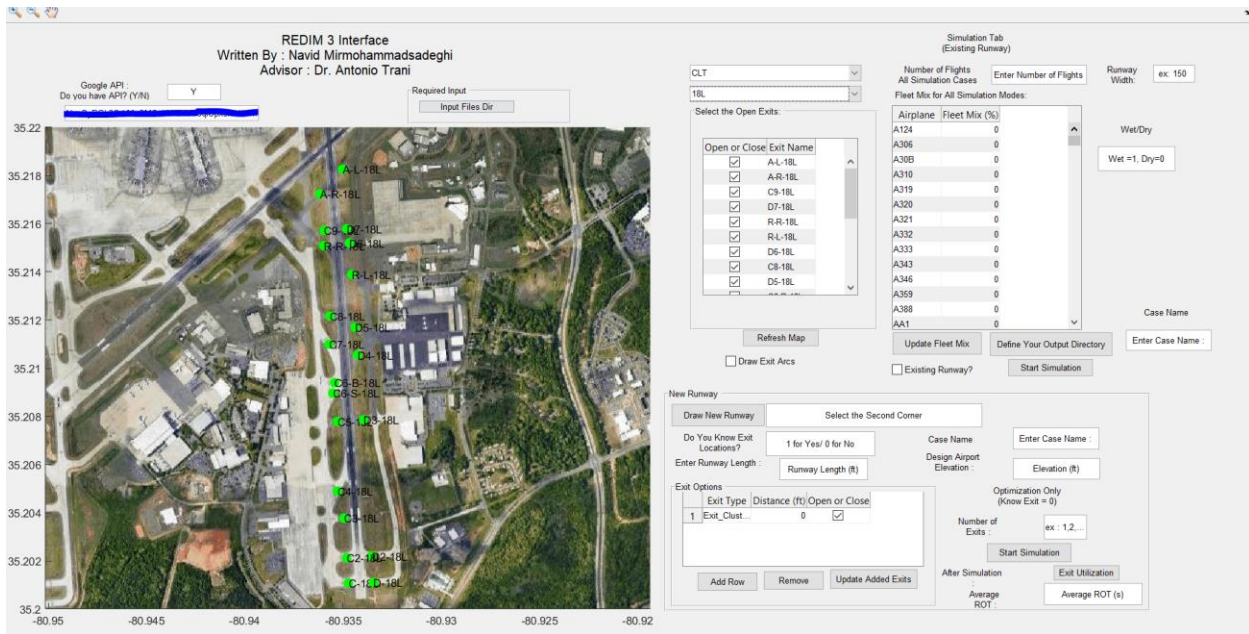 REDIM 3 Interface
Written By : Navid Mirmohammadsadeghi
Advisor : Dr. Antonio Trani
Google API :
Do you have API? (Y/N)
Y
Required Input
Input Files Dir
35.22
35.218
35.216
35.214
35.212
35.21
35.208
35.206
35.204
35.202
35.2
-80.95
-80.945
-80.94
-80.935
-80.93
-80.925
-80.92
A-L-18L
A-R-18L
D7-18L
R-L-18L
C8-18L
D5-18L
C7-18L
D4-18L
C6-B-18L
C6-S-18L
D3-18L
C4-18L
C3-18L
C2-18L
D2-18L
D-18L
CLT
18L
Select the Open Exits:
Open or Close Exit Name
A-L-18L
A-R-18L
C9-18L
D7-18L
R-R-18L
R-L-18L
D6-18L
C8-18L
D5-18L
Refresh Map
Draw Exit Arcs
Simulation Tab
(Existing Runway)
Number of Flights
All Simulation Cases
Enter Number of Flights
Runway
Width:
ex: 150
Fleet Mix for All Simulation Modes:
Airplane Fleet Mix (%)
A124 0
A306 0
A30B 0
A310 0
A319 0
A320 0
A321 0
A332 0
A333 0
A343 0
A346 0
A359 0
A388 0
AA1 0
Wet/Dry
Wet =1, Dry=0
Case Name
Enter Case Name :
Update Fleet Mix
Define Your Output Directory
Existing Runway?
Start Simulation
New Runway
Draw New Runway
Select the Second Corner
Do You Know Exit
Locations?
1 for Yes/ 0 for No
Case Name
Enter Case Name :
Enter Runway Length :
Runway Length (ft)
Design Airport
Elevation :
Elevation (ft)
Exit Options
Exit Type Distance (ft) Open or Close
1 Exit_Clust... 0
Add Row
Remove
Update Added Exits
Optimization Only
(Know Exit = 0)
Number of
Exits :
ex : 1,2,...
Start Simulation
After Simulation
:
Exit Utilization
Average
ROT :
Average ROT (s)